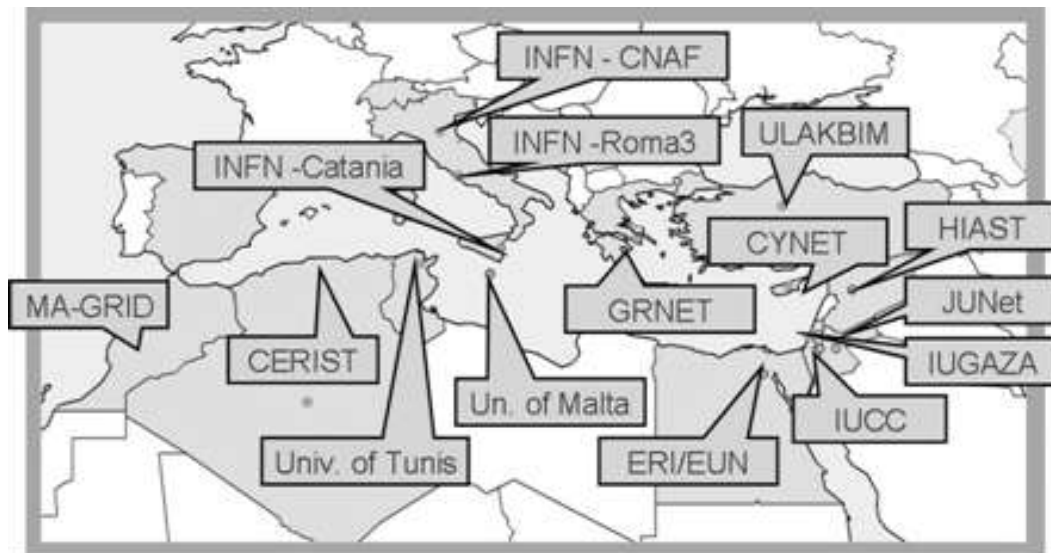 INFN - CNAF
ULAKBIM
INFN -Roma3
INFN -Catania
HIAST
CYNET
MA-GRID
JUNet
GRNET
CERIST
IUGAZA
Un. of Malta
IUCC
Univ. of Tunis
ERI/EUN